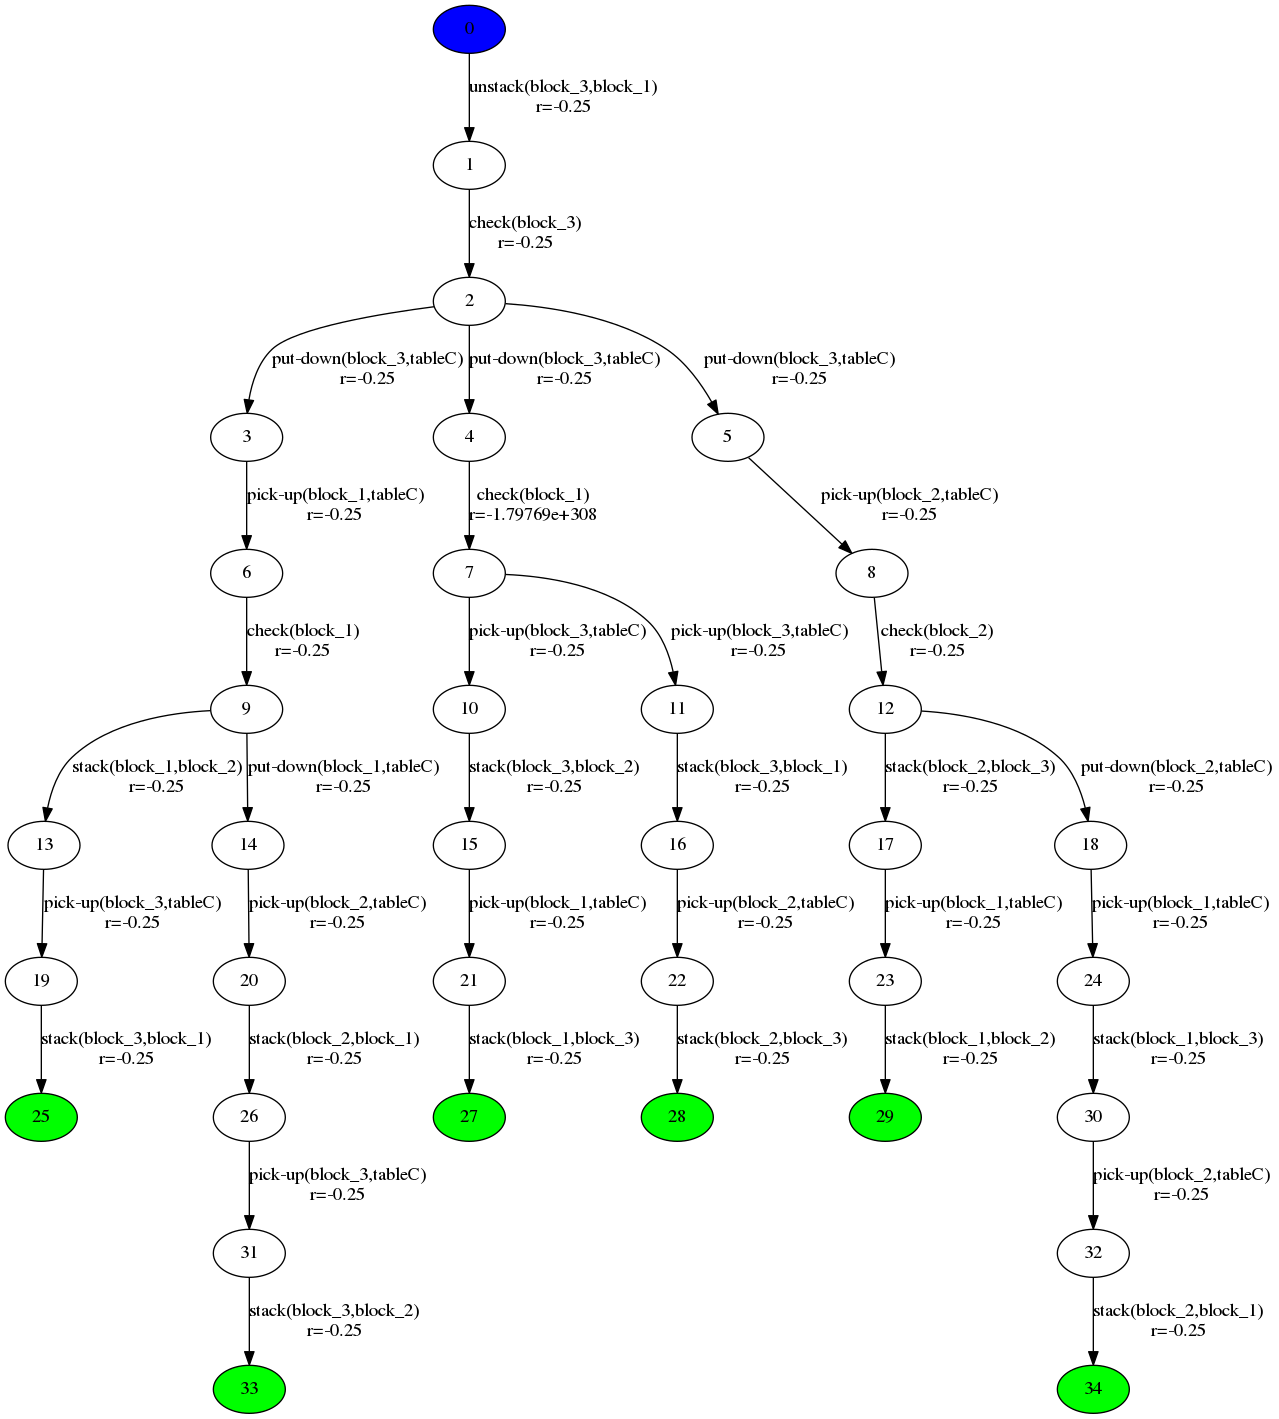 0
unstack(block_3,block_1)
r=-0.25
1
check(block_3)
r=-0.25
2
put-down(block_3,tableC)
r=-0.25
put-down(block_3,tableC)
r=-0.25
put-down(block_3,tableC)
r=-0.25
3
4
5
pick-up(block_1,tableC)
r=-0.25
check(block_1)
r=-1.79769e+308
pick-up(block_2,tableC)
r=-0.25
6
7
8
check(block_1)
r=-0.25
pick-up(block_3,tableC)
r=-0.25
pick-up(block_3,tableC)
r=-0.25
check(block_2)
r=-0.25
9
10
11
12
stack(block_1,block_2)
r=-0.25
put-down(block_1,tableC)
r=-0.25
stack(block_3,block_2)
r=-0.25
stack(block_3,block_1)
r=-0.25
stack(block_2,block_3)
r=-0.25
put-down(block_2,tableC)
r=-0.25
13
14
15
16
17
18
pick-up(block_3,tableC)
r=-0.25
pick-up(block_2,tableC)
r=-0.25
pick-up(block_1,tableC)
r=-0.25
pick-up(block_2,tableC)
r=-0.25
pick-up(block_1,tableC)
r=-0.25
pick-up(block_1,tableC)
r=-0.25
19
20
21
22
23
24
stack(block_3,block_1)
r=-0.25
stack(block_2,block_1)
r=-0.25
stack(block_1,block_3)
r=-0.25
stack(block_2,block_3)
r=-0.25
stack(block_1,block_2)
r=-0.25
stack(block_1,block_3)
r=-0.25
25
26
27
28
29
30
pick-up(block_3,tableC)
r=-0.25
pick-up(block_2,tableC)
r=-0.25
31
32
stack(block_3,block_2)
r=-0.25
stack(block_2,block_1)
r=-0.25
33
34